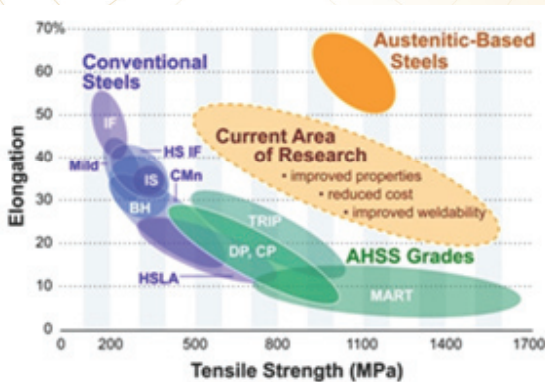 70%
60
50
40
30
20
10
0
Elongation
Conventional
Steels
Austenitic-Based
Steels
IF
HS IF
Mild
IS
CMn
BH
Current Area
of Research
• improved properties
• reduced cost
• improved weldability
TRIP
DP, CP
AHSS Grades
HSLA
MART
0 200 600 800 1100 1400 1700
Tensile Strength (MPa)